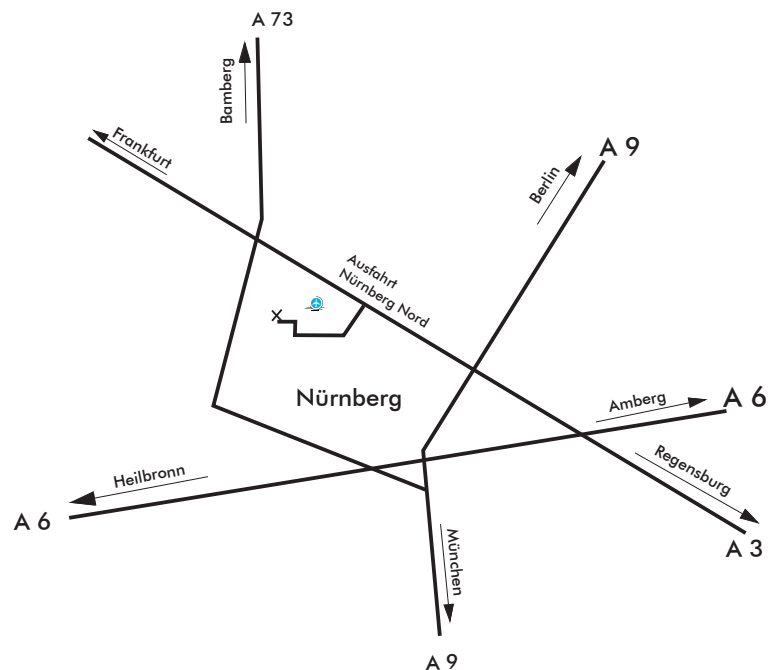 A 73
Bamberg
Frankfurt
A 9
Berlin
Ausfahrt
Nürnberg Nord
Nürnberg
Amberg
A 6
Heilbronn
Regensburg
A 6
A 3
München
A 9